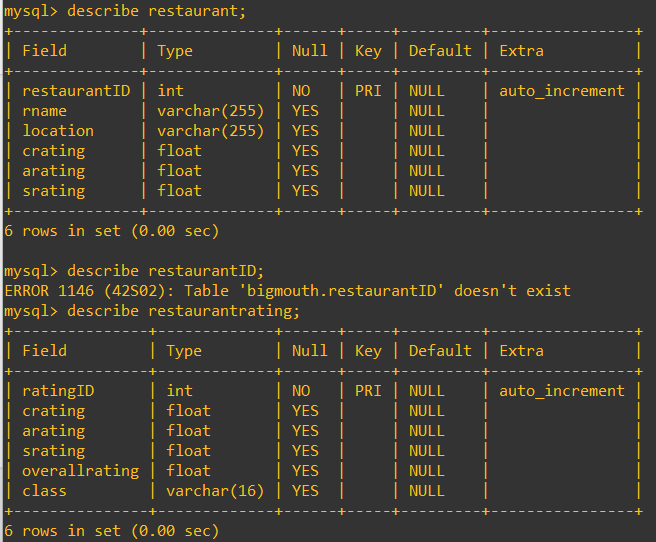 mysql> describe restaurant;
+--------------+--------------+------+-----+---------+----------------+
| Field        | Type         | Null | Key | Default | Extra          |
+--------------+--------------+------+-----+---------+----------------+
| restaurantID | int          | NO   | PRI | NULL    | auto_increment |
| rname        | varchar(255) | YES  |     | NULL    |                |
| location     | varchar(255) | YES  |     | NULL    |                |
| crating      | float        | YES  |     | NULL    |                |
| arating      | float        | YES  |     | NULL    |                |
| srating      | float        | YES  |     | NULL    |                |
+--------------+--------------+------+-----+---------+----------------+
6 rows in set (0.00 sec)
mysql> describe restaurantID;
ERROR 1146 (42S02): Table 'bigmouth.restaurantID' doesn't exist
mysql> describe restaurantrating;
+---------------+-------------+------+-----+---------+----------------+
| Field         | Type        | Null | Key | Default | Extra          |
+---------------+-------------+------+-----+---------+----------------+
| ratingID      | int         | NO   | PRI | NULL    | auto_increment |
| crating       | float       | YES  |     | NULL    |                |
| arating       | float       | YES  |     | NULL    |                |
| srating       | float       | YES  |     | NULL    |                |
| overallrating | float       | YES  |     | NULL    |                |
| class         | varchar(16) | YES  |     | NULL    |                |
+---------------+-------------+------+-----+---------+----------------+
6 rows in set (0.00 sec)